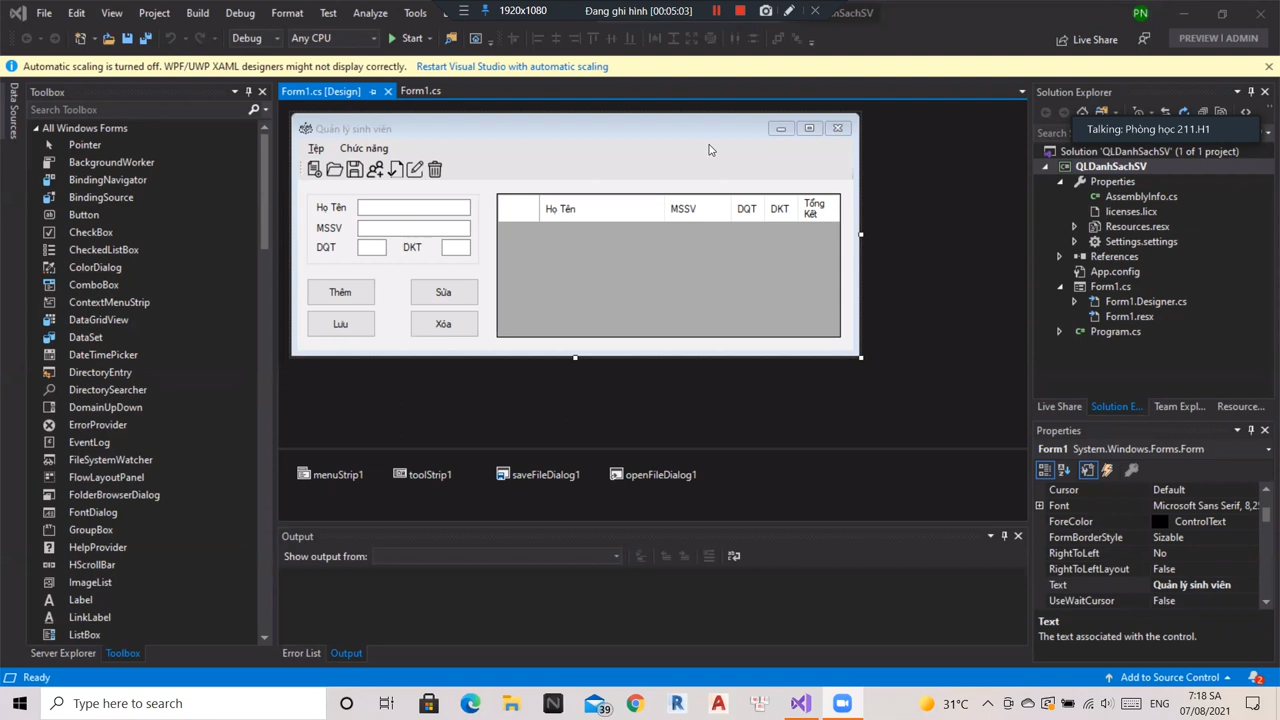 File Edit View Project Build Debug Format Test Analyze Tools
1920x1080 Đang ghi hình [00:05:03]
anhSachSV
PN
Debug Any CPU Start
Live Share PREVIEW | ADMIN
Automatic scaling is turned off. WPF/UWP XAML designers might not display correctly. Restart Visual Studio with automatic scaling
Data Sources
Toolbox
Search Toolbox
All Windows Forms
Pointer
BackgroundWorker
BindingNavigator
BindingSource
Button
CheckBox
CheckedListBox
ColorDialog
ComboBox
ContextMenuStrip
DataGridView
DataSet
DateTimePicker
DirectoryEntry
DirectorySearcher
DomainUpDown
ErrorProvider
EventLog
FileSystemWatcher
FlowLayoutPanel
FolderBrowserDialog
FontDialog
GroupBox
HelpProvider
HScrollBar
ImageList
Label
LinkLabel
ListBox
Server Explorer Toolbox
Form1.cs [Design] Form1.cs
Quản lý sinh viên
Tệp Chức năng
Họ Tên
MSSV
DQT DKT
Thêm Sửa
Lưu Xóa
Họ Tên MSSV DQT DKT Tổng
Kết
menuStrip1 toolStrip1 saveFileDialog1 openFileDialog1
Output
Show output from:
Error List Output
Solution Explorer
Search
Talking: Phòng học 211.H1
Solution 'QLDanhSachSV' (1 of 1 project)
QLDanhSachSV
Properties
AssemblyInfo.cs
licenses.licx
Resources.resx
Settings.settings
References
App.config
Form1.cs
Form1.Designer.cs
Form1.resx
Program.cs
Live Share Solution E... Team Expl... Resource...
Properties
Form1 System.Windows.Forms.Form
Cursor Default
Font Microsoft Sans Serif, 8,25
ForeColor ControlText
FormBorderStyle Sizable
RightToLeft No
RightToLeftLayout False
Text Quản lý sinh viên
UseWaitCursor False
Text
The text associated with the control.
Ready
Add to Source Control
2
Type here to search
39
31°C
ENG
7:18 SA
07/08/2021